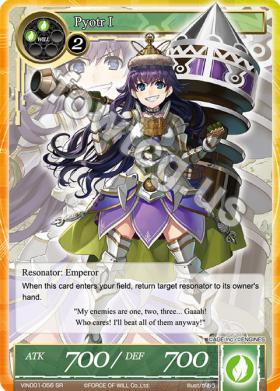 Pyotr I
WILL
2
Resonator: Emperor
When this card enters your field, return target resonator to its owner's
hand.
"My enemies are one, two, three... Gaaah!
Who cares! I'll beat all of them anyway!"
ATK 700 / DEF 700
VIN001-056 SR ©FORCE OF WILL Co.,Ltd.